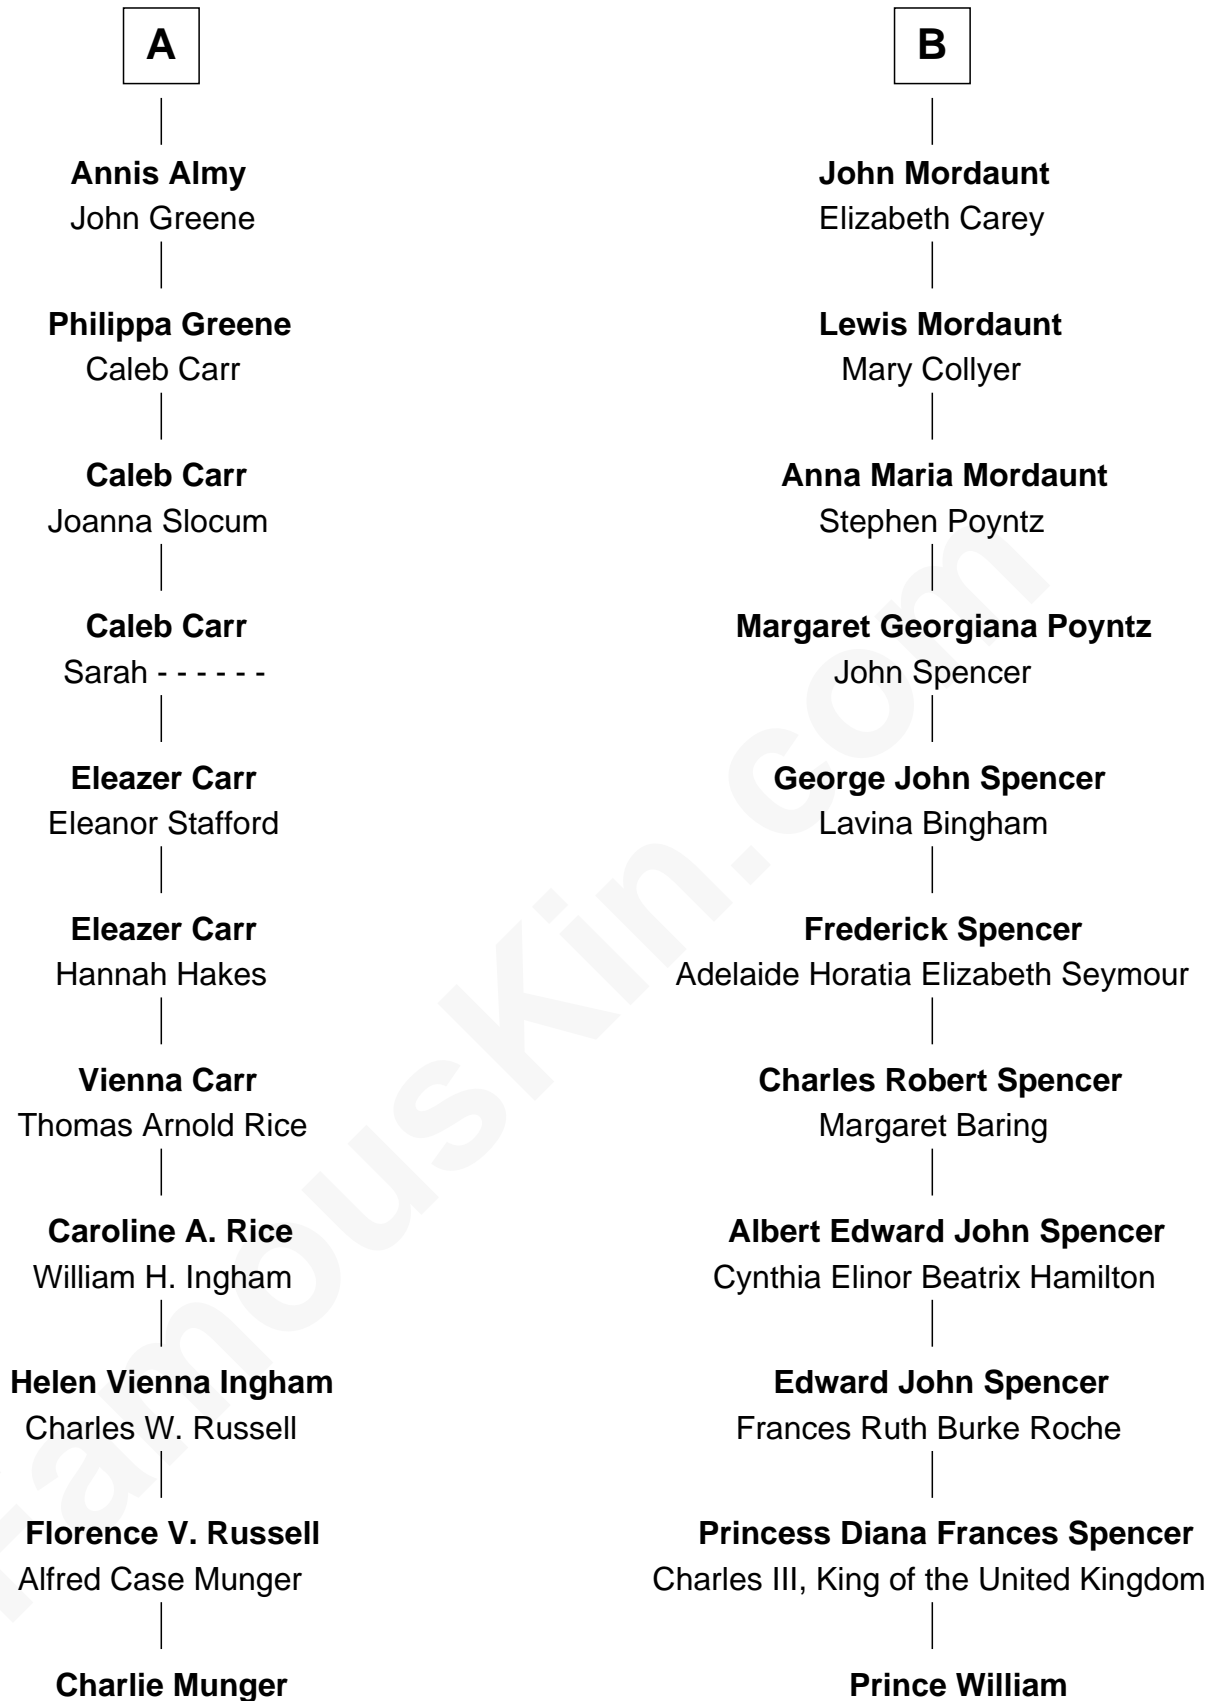 A
Annis Almy
John Greene
Philippa Greene
Caleb Carr
Caleb Carr
Joanna Slocum
Caleb Carr
Sarah - - - - - -
Eleazer Carr
Eleanor Stafford
Eleazer Carr
Hannah Hakes
Vienna Carr
Thomas Arnold Rice
Caroline A. Rice
William H. Ingham
Helen Vienna Ingham
Charles W. Russell
Florence V. Russell
Alfred Case Munger
Charlie Munger
B
John Mordaunt
Elizabeth Carey
Lewis Mordaunt
Mary Collyer
Anna Maria Mordaunt
Stephen Poyntz
Margaret Georgiana Poyntz
John Spencer
George John Spencer
Lavina Bingham
Frederick Spencer
Adelaide Horatia Elizabeth Seymour
Charles Robert Spencer
Margaret Baring
Albert Edward John Spencer
Cynthia Elinor Beatrix Hamilton
Edward John Spencer
Frances Ruth Burke Roche
Princess Diana Frances Spencer
Charles III, King of the United Kingdom
Prince William
FamousKin.com